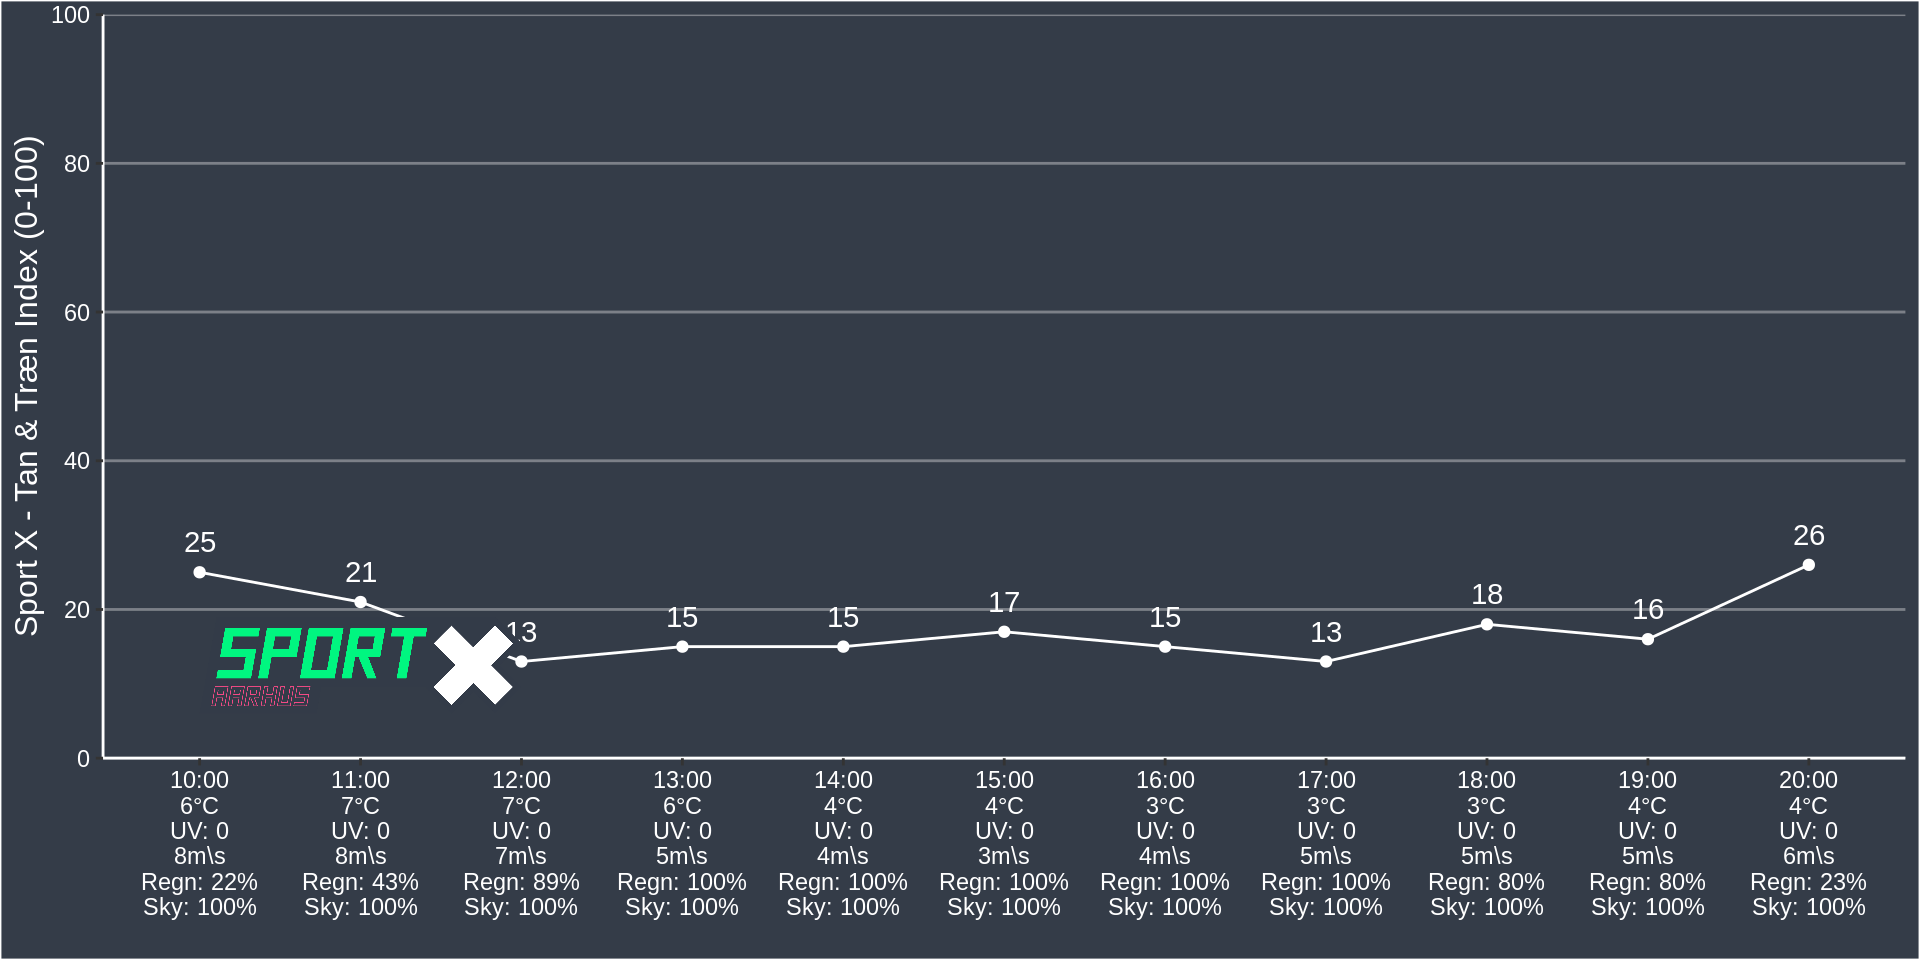 Sport X - Tan & Træn Index (0-100)
100
80
60
40
20
0
25
21
13
15
15
17
15
13
18
16
26
SPORT X
AARHUS
10:00 11:00 12:00 13:00 14:00 15:00 16:00 17:00 18:00 19:00 20:00
6°C 7°C 7°C 6°C 4°C 4°C 3°C 3°C 3°C 4°C 4°C
UV: 0 UV: 0 UV: 0 UV: 0 UV: 0 UV: 0 UV: 0 UV: 0 UV: 0 UV: 0 UV: 0
8m\s 8m\s 7m\s 5m\s 4m\s 3m\s 4m\s 5m\s 5m\s 5m\s 6m\s
Regn: 22% Regn: 43% Regn: 89% Regn: 100% Regn: 100% Regn: 100% Regn: 100% Regn: 100% Regn: 80% Regn: 80% Regn: 23%
Sky: 100% Sky: 100% Sky: 100% Sky: 100% Sky: 100% Sky: 100% Sky: 100% Sky: 100% Sky: 100% Sky: 100% Sky: 100%